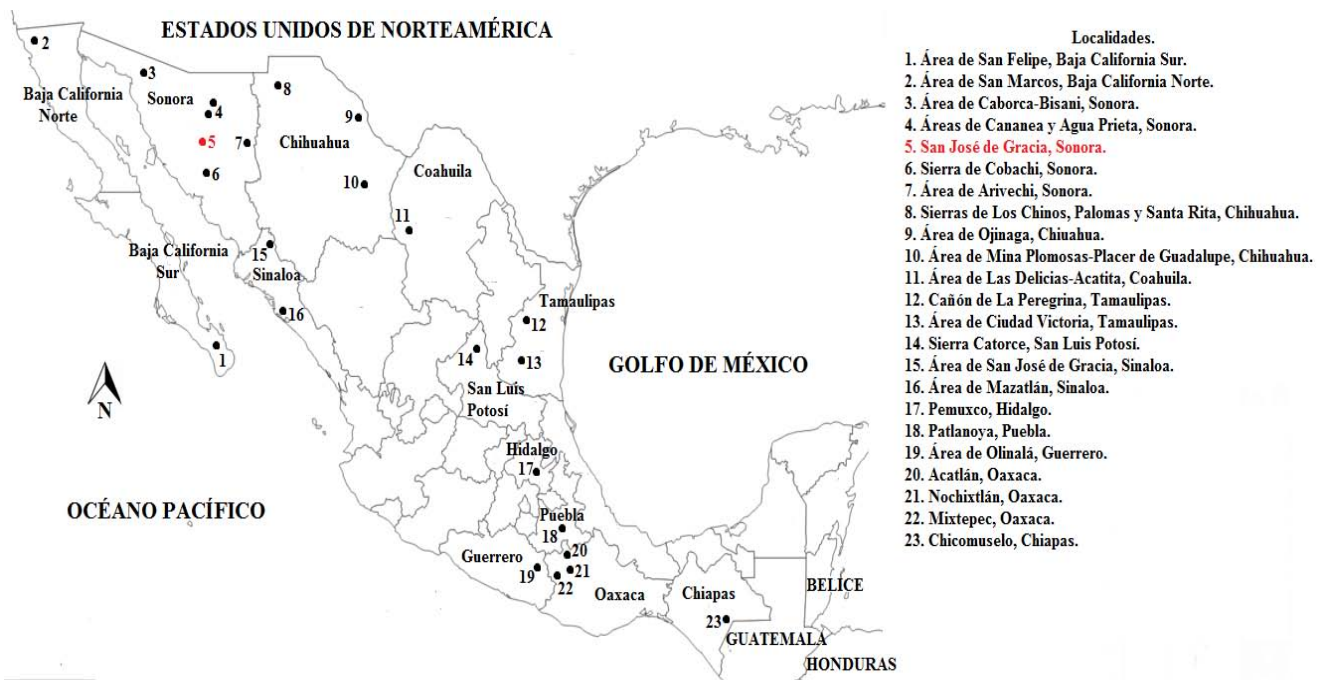 ESTADOS UNIDOS DE NORTEAMÉRICA
2
3
Baja California
Norte
Sonora
4
5
6
7
8
Chihuahua
9
10
Coahuila
11
Baja California
Sur
15
Sinaloa
16
1
Tamaulipas
12
13
14
San Luis
Potosí
GOLFO DE MÉXICO
N
OCÉANO PACÍFICO
Hidalgo
17
Puebla
18
Guerrero
19
20
21
22
Oaxaca
Chiapas
23
BELICE
GUATEMALA
HONDURAS
Localidades.
1. Área de San Felipe, Baja California Sur.
2. Área de San Marcos, Baja California Norte.
3. Área de Caborca-Bisani, Sonora.
4. Áreas de Cananea y Agua Prieta, Sonora.
5. San José de Gracia, Sonora.
6. Sierra de Cobachi, Sonora.
7. Área de Arivechi, Sonora.
8. Sierras de Los Chinos, Palomas y Santa Rita, Chihuahua.
9. Área de Ojinaga, Chiuahua.
10. Área de Mina Plomosas-Placer de Guadalupe, Chihuahua.
11. Área de Las Delicias-Acatita, Coahuila.
12. Cañón de La Peregrina, Tamaulipas.
13. Área de Ciudad Victoria, Tamaulipas.
14. Sierra Catorce, San Luis Potosí.
15. Área de San José de Gracia, Sinaloa.
16. Área de Mazatlán, Sinaloa.
17. Pemuxco, Hidalgo.
18. Patlanoya, Puebla.
19. Área de Olinalá, Guerrero.
20. Acatlán, Oaxaca.
21. Nochixtlán, Oaxaca.
22. Mixtepec, Oaxaca.
23. Chicomuselo, Chiapas.